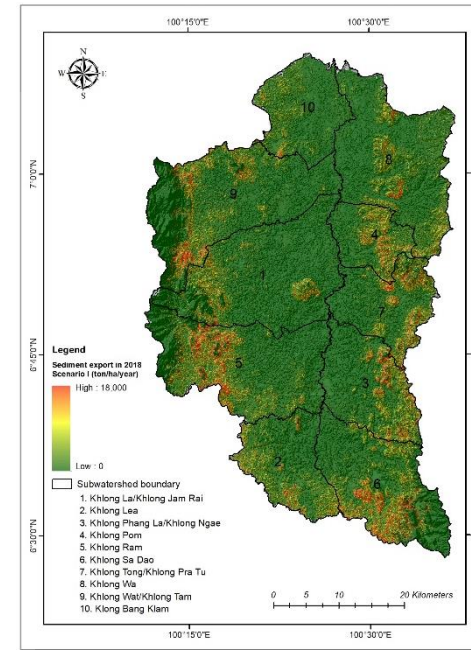 100°15'0"E 100°30'0"E
N
W E
S
10
8
7°0'0"N
9
4
1
7
6°45'0"N
Legend
Sediment export in 2018
Scenario I (ton/ha/year)
High : 18,000
Low : 0
5
3
Subwatershed boundary
1. Khlong La/Khlong Jam Rai
2. Khlong Lea
3. Khlong Phang La/Khlong Ngae
4. Khlong Pom
5. Khlong Ram
6. Khlong Sa Dao
7. Khlong Tong/Khlong Pra Tu
8. Khlong Wa
9. Khlong Wat/Khlong Tam
10. Klong Bang Klam
2
6
6°30'0"N
0 5 10 20 Kilometers
100°15'0"E 100°30'0"E